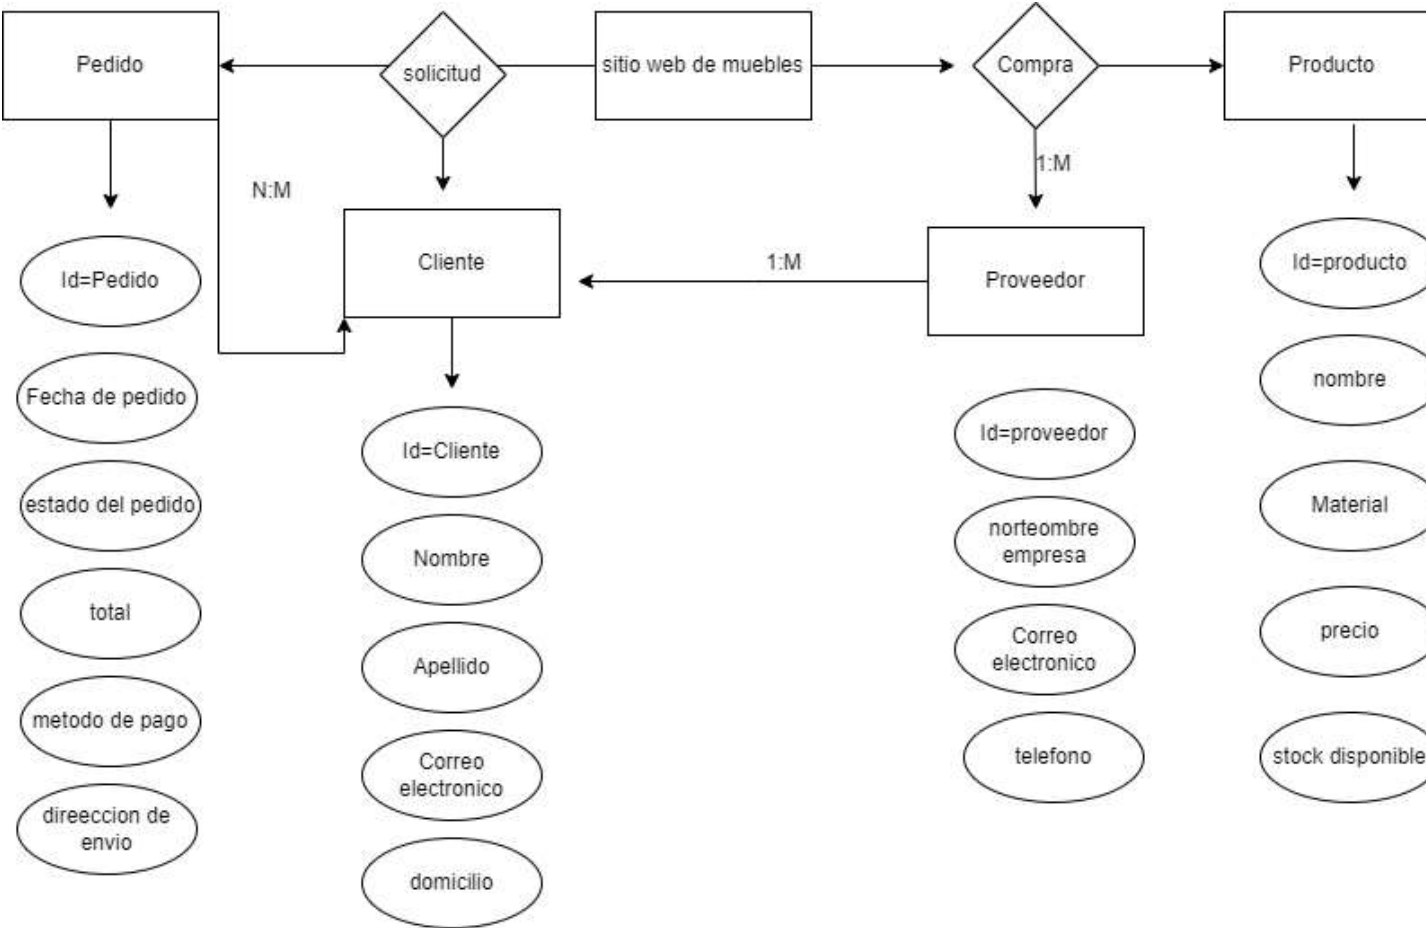 Pedido
solicitud
sitio web de muebles
Compra
Producto
N:M
1:M
Cliente
1:M
Proveedor
Id=Pedido
Fecha de pedido
estado del pedido
total
metodo de pago
direeccion de
envio
Id=Cliente
Nombre
Apellido
Correo
electronico
domicilio
Id=proveedor
norteombre
empresa
Correo
electronico
telefono
Id=producto
nombre
Material
precio
stock disponible